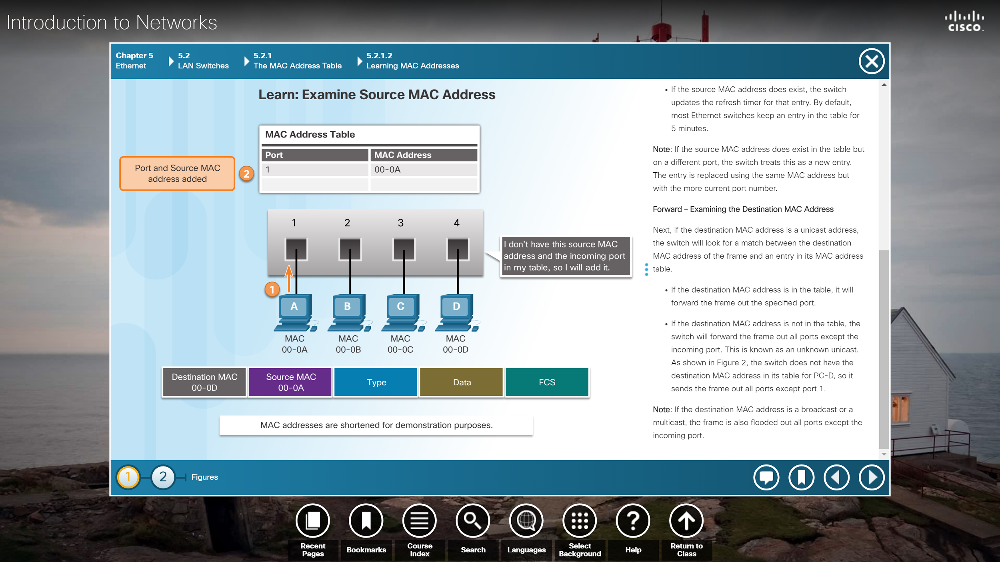 Introduction to Networks
CISCO
Chapter 5
Ethernet
5.2
LAN Switches
5.2.1
The MAC Address Table
5.2.1.2
Learning MAC Addresses
Learn: Examine Source MAC Address
MAC Address Table
Port MAC Address
1 00-0A
Port and Source MAC
address added
2
1 2 3 4
I don't have this source MAC
address and the incoming port
in my table, so I will add it.
1
A B C D
MAC MAC MAC MAC
00-0A 00-0B 00-0C 00-0D
Destination MAC
00-0D
Source MAC
00-0A
Type
Data
FCS
MAC addresses are shortened for demonstration purposes.
• If the source MAC address does exist, the switch
updates the refresh timer for that entry. By default,
most Ethernet switches keep an entry in the table for
5 minutes.
Note: If the source MAC address does exist in the table but
on a different port, the switch treats this as a new entry.
The entry is replaced using the same MAC address but
with the more current port number.
Forward – Examining the Destination MAC Address
Next, if the destination MAC address is a unicast address,
the switch will look for a match between the destination
MAC address of the frame and an entry in its MAC address
table.
• If the destination MAC address is in the table, it will
forward the frame out the specified port.
• If the destination MAC address is not in the table, the
switch will forward the frame out all ports except the
incoming port. This is known as an unknown unicast.
As shown in Figure 2, the switch does not have the
destination MAC address in its table for PC-D, so it
sends the frame out all ports except port 1.
Note: If the destination MAC address is a broadcast or a
multicast, the frame is also flooded out all ports except the
incoming port.
1 2 Figures
Recent
Pages
Bookmarks
Course
Index
Search
Languages
Select
Background
?
Help
Return to
Class